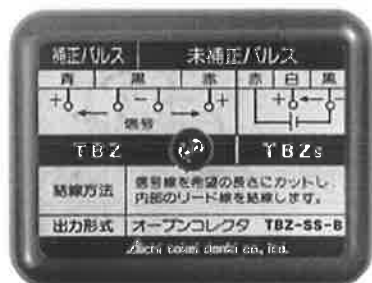 補正パルス 未補正パルス
青 黒 赤 赤 白 黒
+ - + + -
信号
TBZ TBZs
結線方法 信号線を希望の長さにカットし
内部のリード線を結線します。
出力形式 オープンコレクタ TBZ-SS-B
Aichi tokei denki co., ltd.